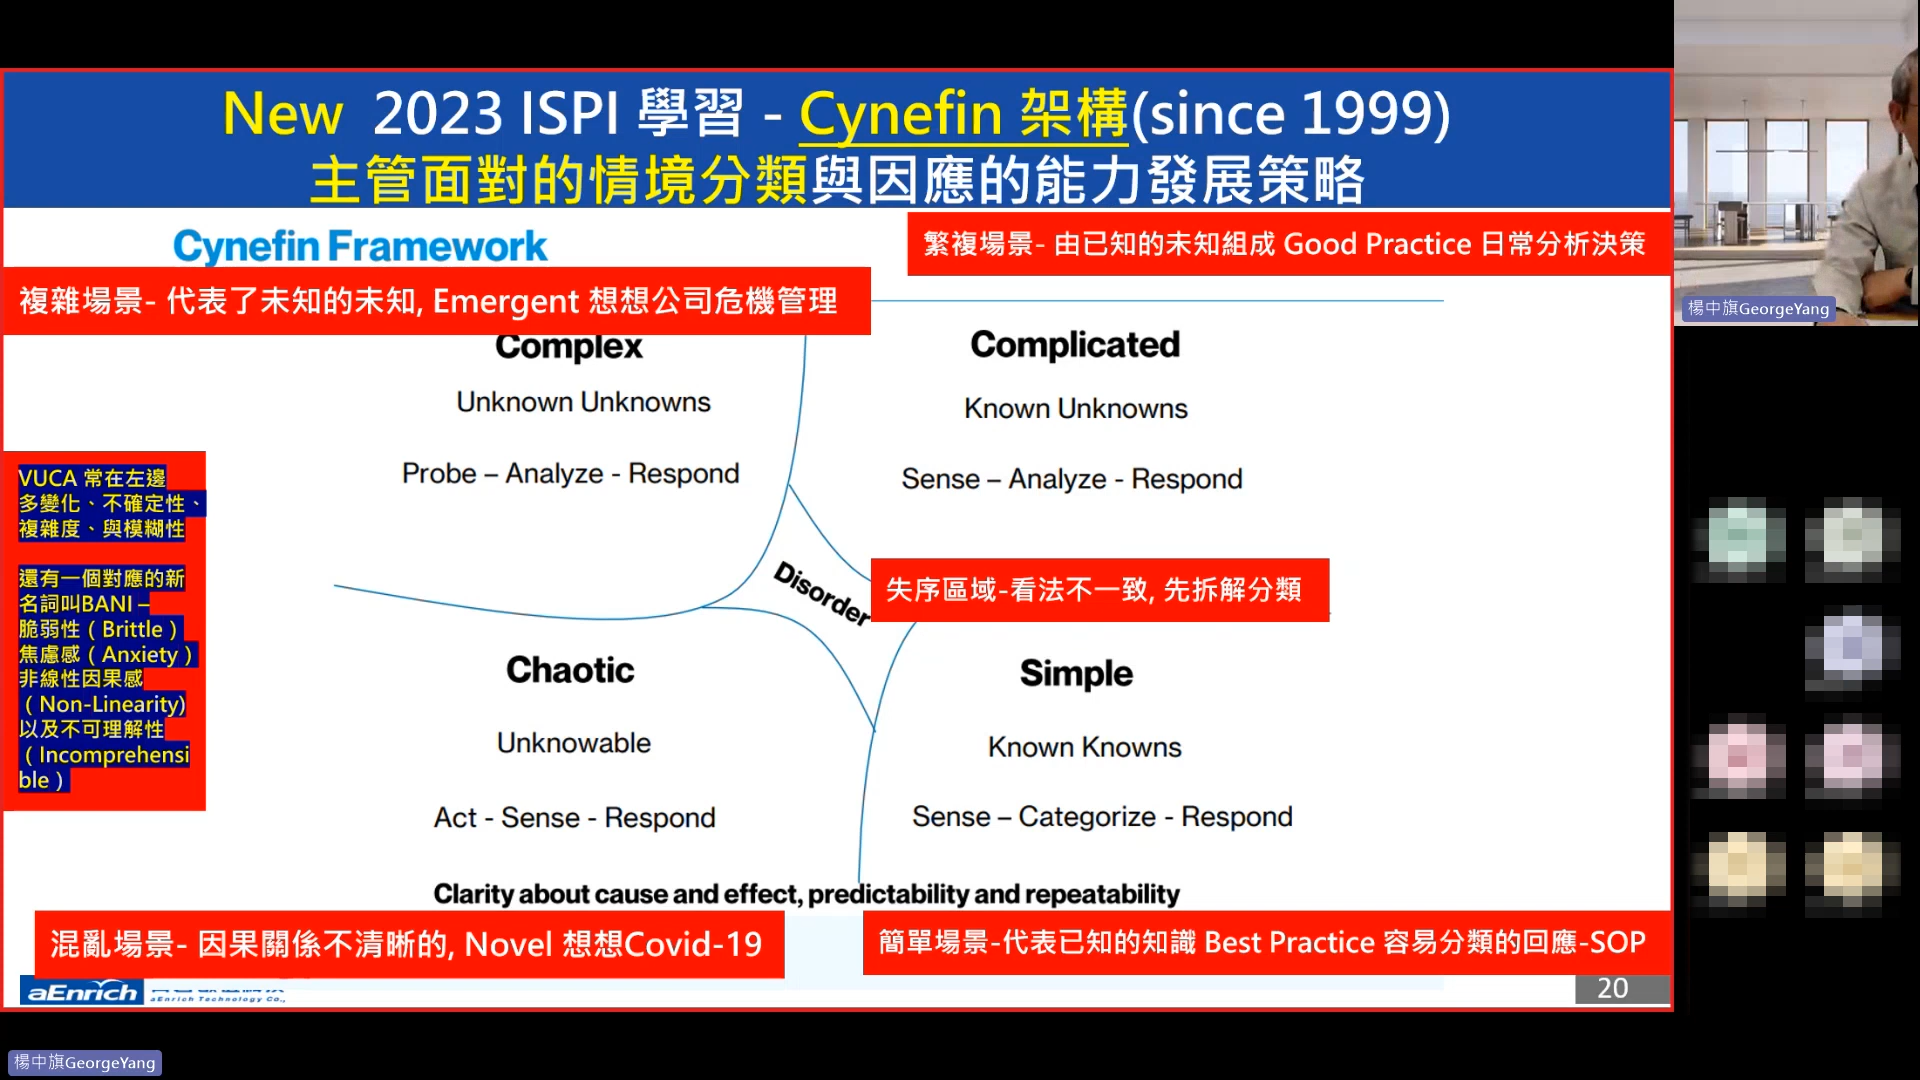 New 2023 ISPI 學習 - Cynefin 架構(since 1999)
主管面對的情境分類與因應的能力發展策略
Cynefin Framework
繁複場景- 由已知的未知組成 Good Practice 日常分析決策
複雜場景- 代表了未知的未知, Emergent 想想公司危機管理
Complex
Unknown Unknowns
Probe – Analyze - Respond
Complicated
Known Unknowns
Sense – Analyze - Respond
VUCA 常在左邊
多變化、不確定性、
複雜度、與模糊性
還有一個對應的新
名詞叫BANI –
脆弱性（Brittle）
焦慮感（Anxiety）
非線性因果感
（Non-Linearity)
以及不可理解性
（Incomprehensi
ble）
Disorder
失序區域-看法不一致, 先拆解分類
Chaotic
Unknowable
Act - Sense - Respond
Simple
Known Knowns
Sense – Categorize - Respond
Clarity about cause and effect, predictability and repeatability
混亂場景- 因果關係不清晰的, Novel 想想Covid-19
簡單場景-代表已知的知識 Best Practice 容易分類的回應-SOP
aEnrich
aEnrich Technology Co.,
20
楊中旗GeorgeYang
楊中旗GeorgeYang